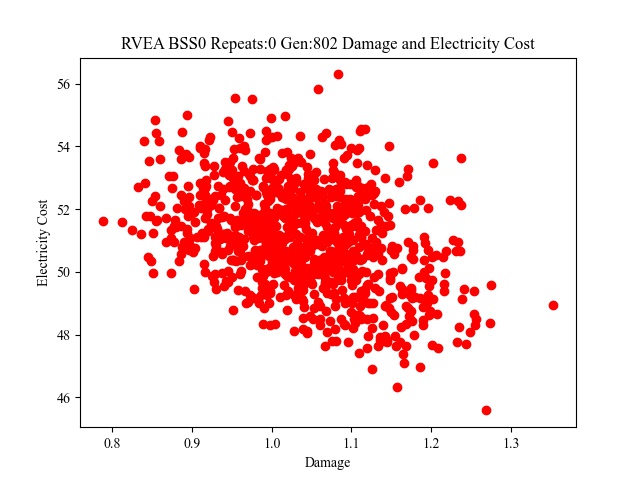 RVEA BSS0 Repeats:0 Gen:802 Damage and Electricity Cost
56
54
52
50
48
46
Electricity Cost
0.8 0.9 1.0 1.1 1.2 1.3
Damage